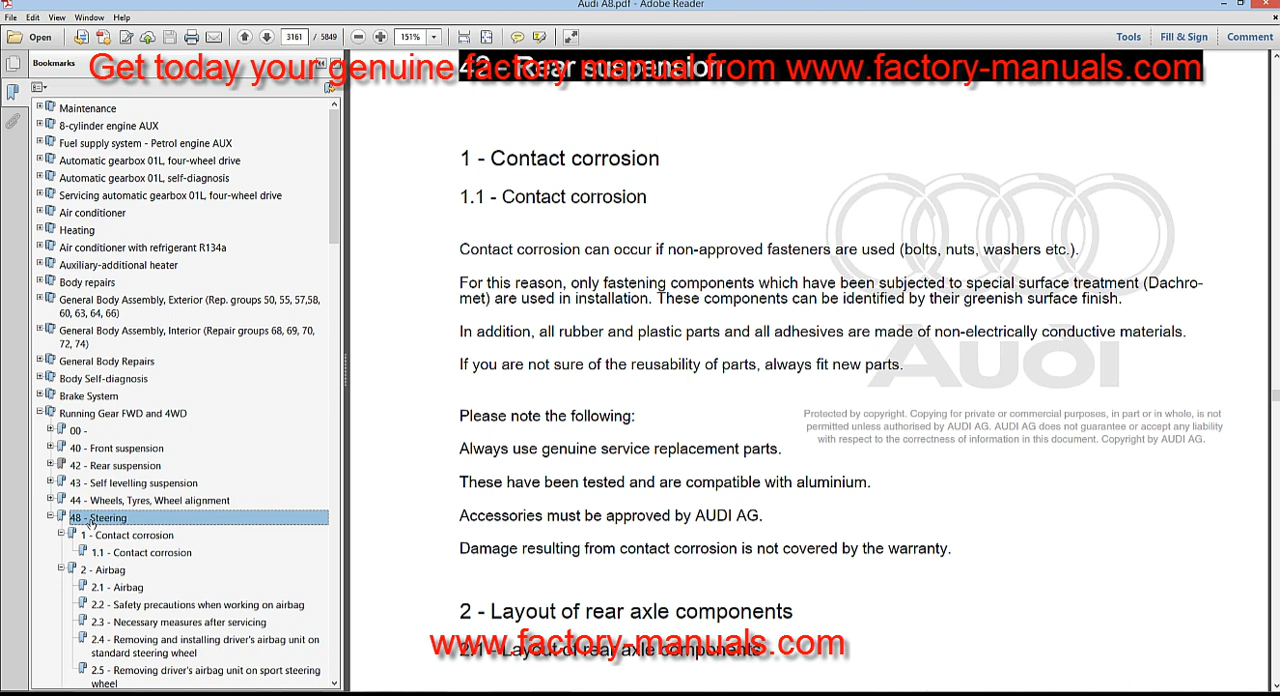 Audi A8.pdf - Adobe Reader
File Edit View Window Help
Open 3161 / 5849 151% Tools Fill & Sign Comment
Get today your genuine factory manual from www.factory-manuals.com
Bookmarks
Maintenance
8-cylinder engine AUX
Fuel supply system - Petrol engine AUX
Automatic gearbox 01L, four-wheel drive
Automatic gearbox 01L, self-diagnosis
Servicing automatic gearbox 01L, four-wheel drive
Air conditioner
Heating
Air conditioner with refrigerant R134a
Auxiliary-additional heater
Body repairs
General Body Assembly, Exterior (Rep. groups 50, 55, 57,58,
60, 63, 64, 66)
General Body Assembly, Interior (Repair groups 68, 69, 70,
72, 74)
General Body Repairs
Body Self-diagnosis
Brake System
Running Gear FWD and 4WD
00 -
40 - Front suspension
42 - Rear suspension
43 - Self levelling suspension
44 - Wheels, Tyres, Wheel alignment
48 - Steering
1 - Contact corrosion
1.1 - Contact corrosion
2 - Airbag
2.1 - Airbag
2.2 - Safety precautions when working on airbag
2.3 - Necessary measures after servicing
2.4 - Removing and installing driver's airbag unit on
standard steering wheel
2.5 - Removing driver's airbag unit on sport steering
wheel
42 - Rear suspension
1 - Contact corrosion
1.1 - Contact corrosion
Contact corrosion can occur if non-approved fasteners are used (bolts, nuts, washers etc.).
For this reason, only fastening components which have been subjected to special surface treatment (Dachro-
met) are used in installation. These components can be identified by their greenish surface finish.
In addition, all rubber and plastic parts and all adhesives are made of non-electrically conductive materials.
If you are not sure of the reusability of parts, always fit new parts.
Audi
Protected by copyright. Copying for private or commercial purposes, in part or in whole, is not
permitted unless authorised by AUDI AG. AUDI AG does not guarantee or accept any liability
with respect to the correctness of information in this document. Copyright by AUDI AG.
Please note the following:
Always use genuine service replacement parts.
These have been tested and are compatible with aluminium.
Accessories must be approved by AUDI AG.
Damage resulting from contact corrosion is not covered by the warranty.
2 - Layout of rear axle components
www.factory-manuals.com
2.1 - Layout of rear axle components